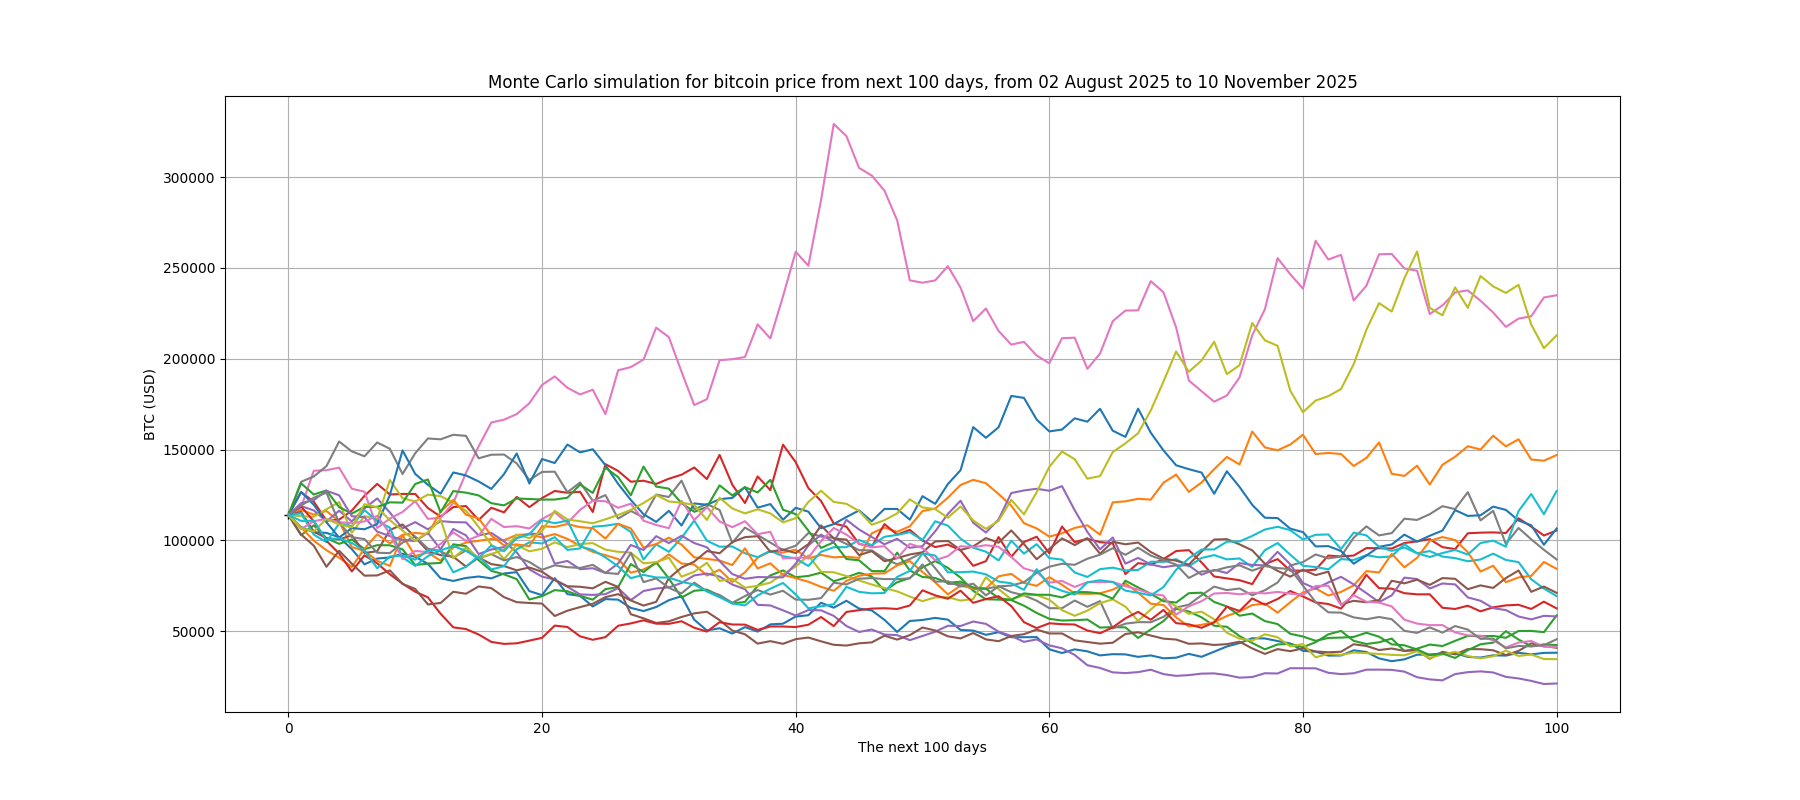 Monte Carlo simulation for bitcoin price from next 100 days, from 02 August 2025 to 10 November 2025
300000
250000
200000
150000
100000
50000
BTC (USD)
0 20 40 60 80 100
The next 100 days